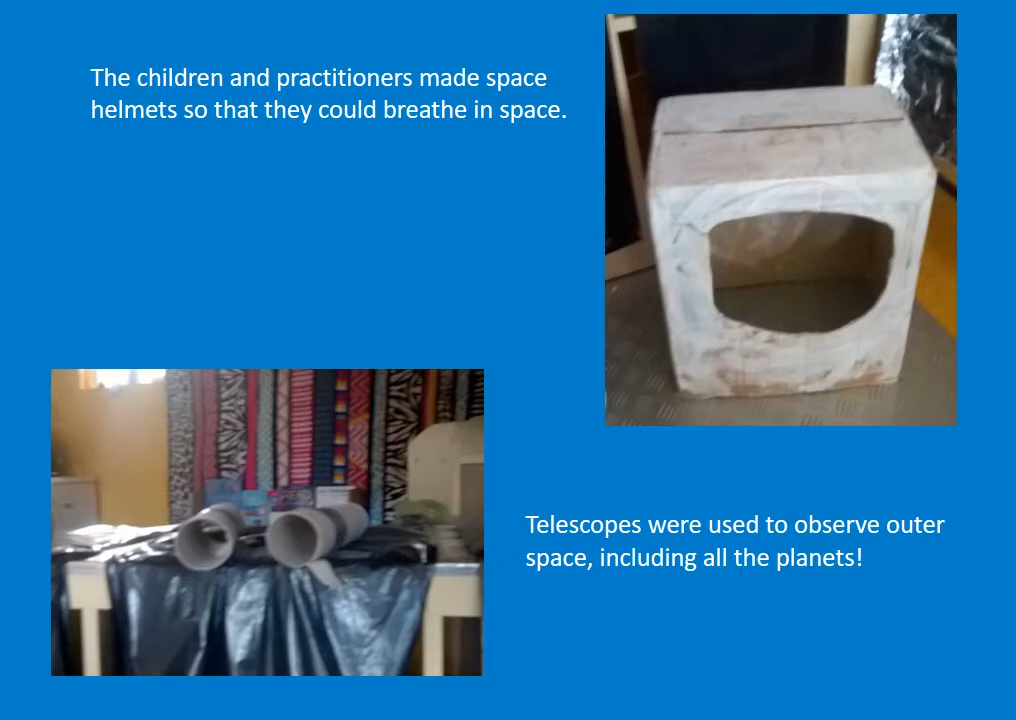 The children and practitioners made space
helmets so that they could breathe in space.
Telescopes were used to observe outer
space, including all the planets!